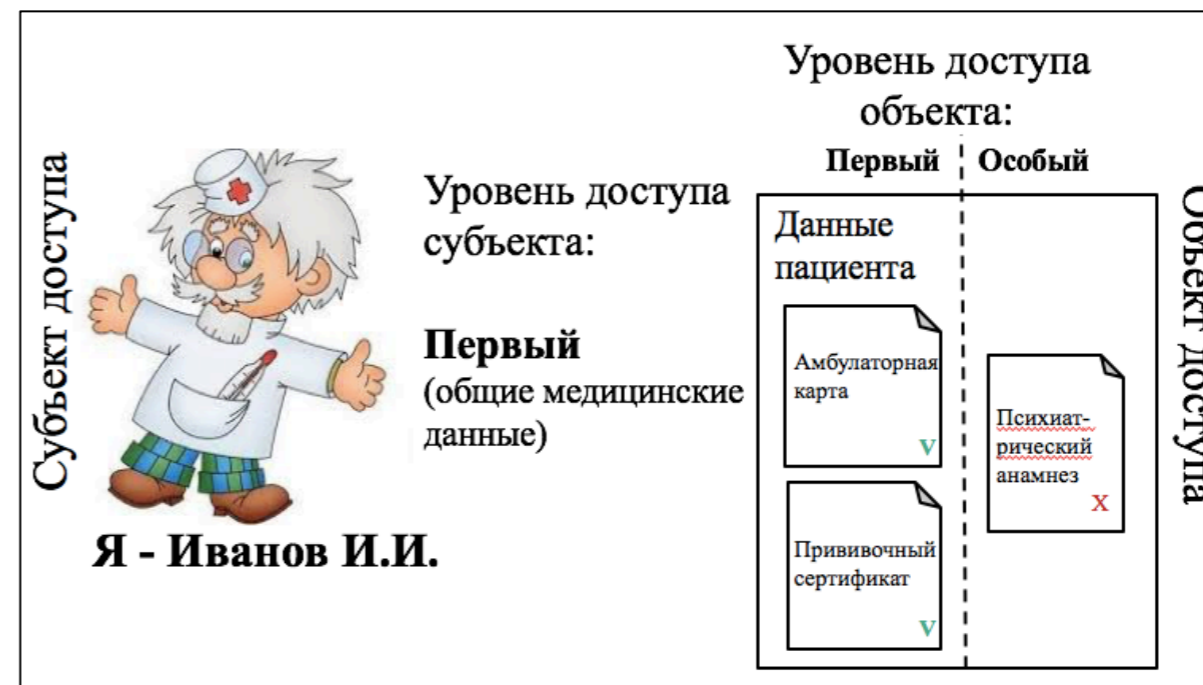 Субъект доступа
Я - Иванов И.И.
Уровень доступа
субъекта:
Первый
(общие медицинские
данные)
Уровень доступа
объекта:
Первый
Особый
Данные
пациента
Амбулаторная
карта
v
Прививочный
сертификат
v
Психиат-
рический
анамнез
x
Объект доступа